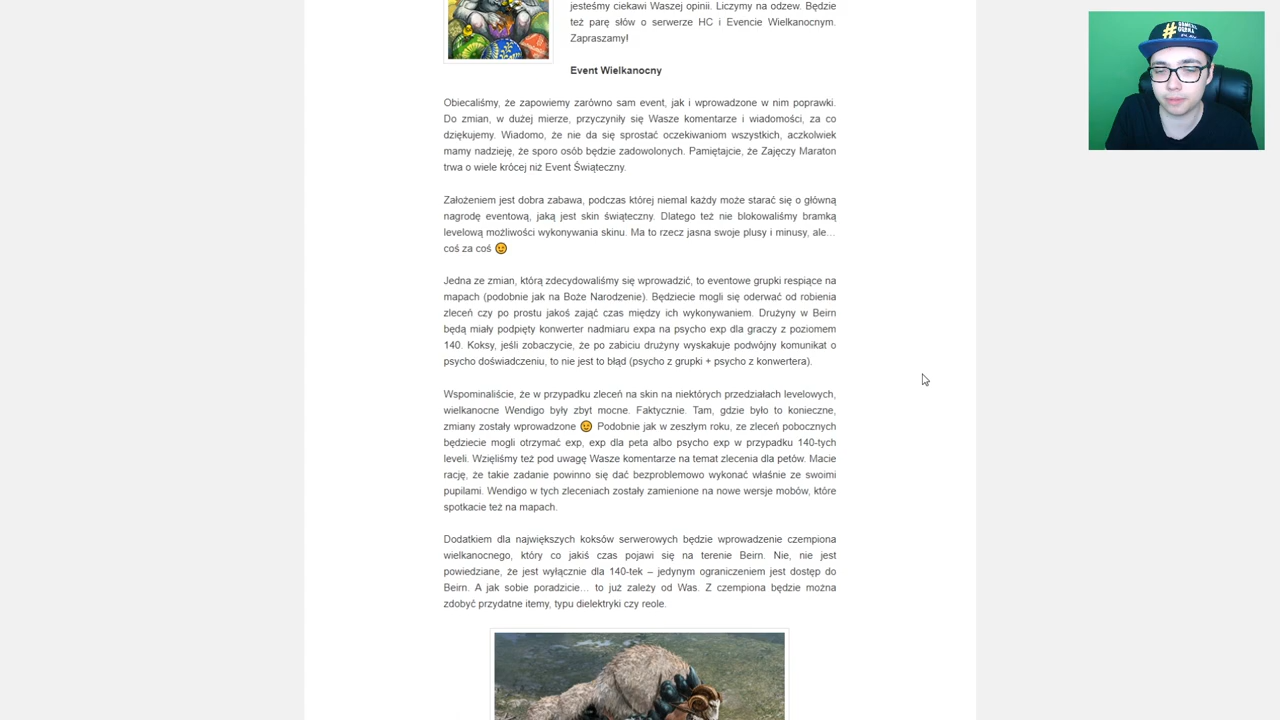 jesteśmy ciekawi Waszej opinii. Liczymy na odzew. Będzie
też parę słów o serwerze HC i Evencie Wielkanocnym.
Zapraszamy!
Event Wielkanocny
Obiecaliśmy, że zapowiemy zarówno sam event, jak i wprowadzone w nim poprawki.
Do zmian, w dużej mierze, przyczyniły się Wasze komentarze i wiadomości, za co
dziękujemy. Wiadomo, że nie da się sprostać oczekiwaniom wszystkich, aczkolwiek
mamy nadzieję, że sporo osób będzie zadowolonych. Pamiętajcie, że Zajęczy Maraton
trwa o wiele krócej niż Event Świąteczny.
Założeniem jest dobra zabawa, podczas której niemal każdy może starać się o główną
nagrodę eventową, jaką jest skin świąteczny. Dlatego też nie blokowaliśmy bramką
levelową możliwości wykonywania skinu. Ma to rzecz jasna swoje plusy i minusy, ale…
coś za coś 😉
Jedna ze zmian, którą zdecydowaliśmy się wprowadzić, to eventowe grupki respiące na
mapach (podobnie jak na Boże Narodzenie). Będziecie mogli się oderwać od robienia
zleceń czy po prostu jakoś zająć czas między ich wykonywaniem. Drużyny w Beirn
będą miały podpięty konwerter nadmiaru expa na psycho exp dla graczy z poziomem
140. Koksy, jeśli zobaczycie, że po zabiciu drużyny wyskakuje podwójny komunikat o
psycho doświadczeniu, to nie jest to błąd (psycho z grupki + psycho z konwertera).
Wspominaliście, że w przypadku zleceń na skin na niektórych przedziałach levelowych,
wielkanocne Wendigo były zbyt mocne. Faktycznie. Tam, gdzie było to konieczne,
zmiany zostały wprowadzone 😉 Podobnie jak w zeszłym roku, ze zleceń pobocznych
będziecie mogli otrzymać exp, exp dla peta albo psycho exp w przypadku 140-tych
leveli. Wzięliśmy też pod uwagę Wasze komentarze na temat zlecenia dla petów. Macie
rację, że takie zadanie powinno się dać bezproblemowo wykonać właśnie ze swoimi
pupilami. Wendigo w tych zleceniach zostały zamienione na nowe wersje mobów, które
spotkacie też na mapach.
Dodatkiem dla największych koksów serwerowych będzie wprowadzenie czempiona
wielkanocnego, który co jakiś czas pojawi się na terenie Beirn. Nie, nie jest
powiedziane, że jest wyłącznie dla 140-tek – jedynym ograniczeniem jest dostęp do
Beirn. A jak sobie poradzicie… to już zależy od Was. Z czempiona będzie można
zdobyć przydatne itemy, typu dielektryki czy reole.